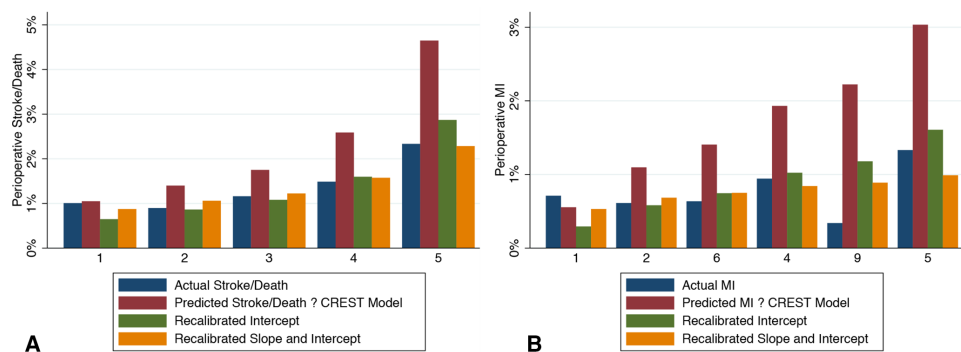 Perioperative Stroke/Death
5%
4%
3%
2%
1%
0%
1 2 3 4 5
Actual Stroke/Death
Predicted Stroke/Death ? CREST Model
Recalibrated Intercept
Recalibrated Slope and Intercept
A
Perioperative MI
3%
2%
1%
0%
1 2 6 4 9 5
Actual MI
Predicted MI ? CREST Model
Recalibrated Intercept
Recalibrated Slope and Intercept
B